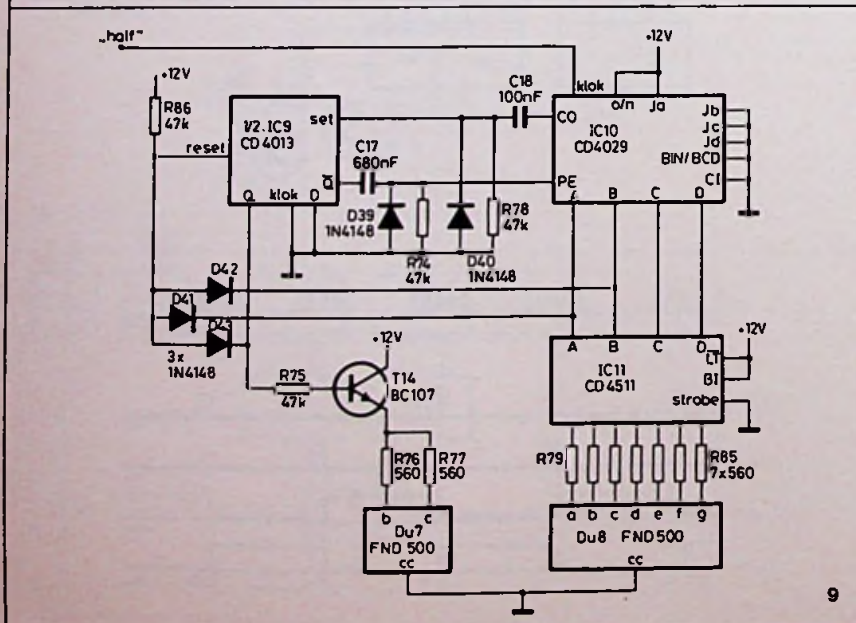 „half"
+12V
R86
47k
reset
1/2.IC9
CD 4013
set
Q
klok
D
Q
C17
680nF
D39
1N4148
R74
47k
D40
1N4148
R78
47k
C18
100nF
+12V
klok
o/n
Ja
CO
IC10
CD4029
Jb
Jc
Jd
BIN/BCD
CI
PE
A
B
C
D
D42
D41
D43
3x
1N4148
R75
47k
+12V
T14
BC107
R76
560
R77
560
b
c
Du7
FND 500
cc
A
B
C
D
+12V
IC11
CD4511
LT
BI
strobe
R79
R85
7x560
a b c d e f g
Du8 FND500
cc
9